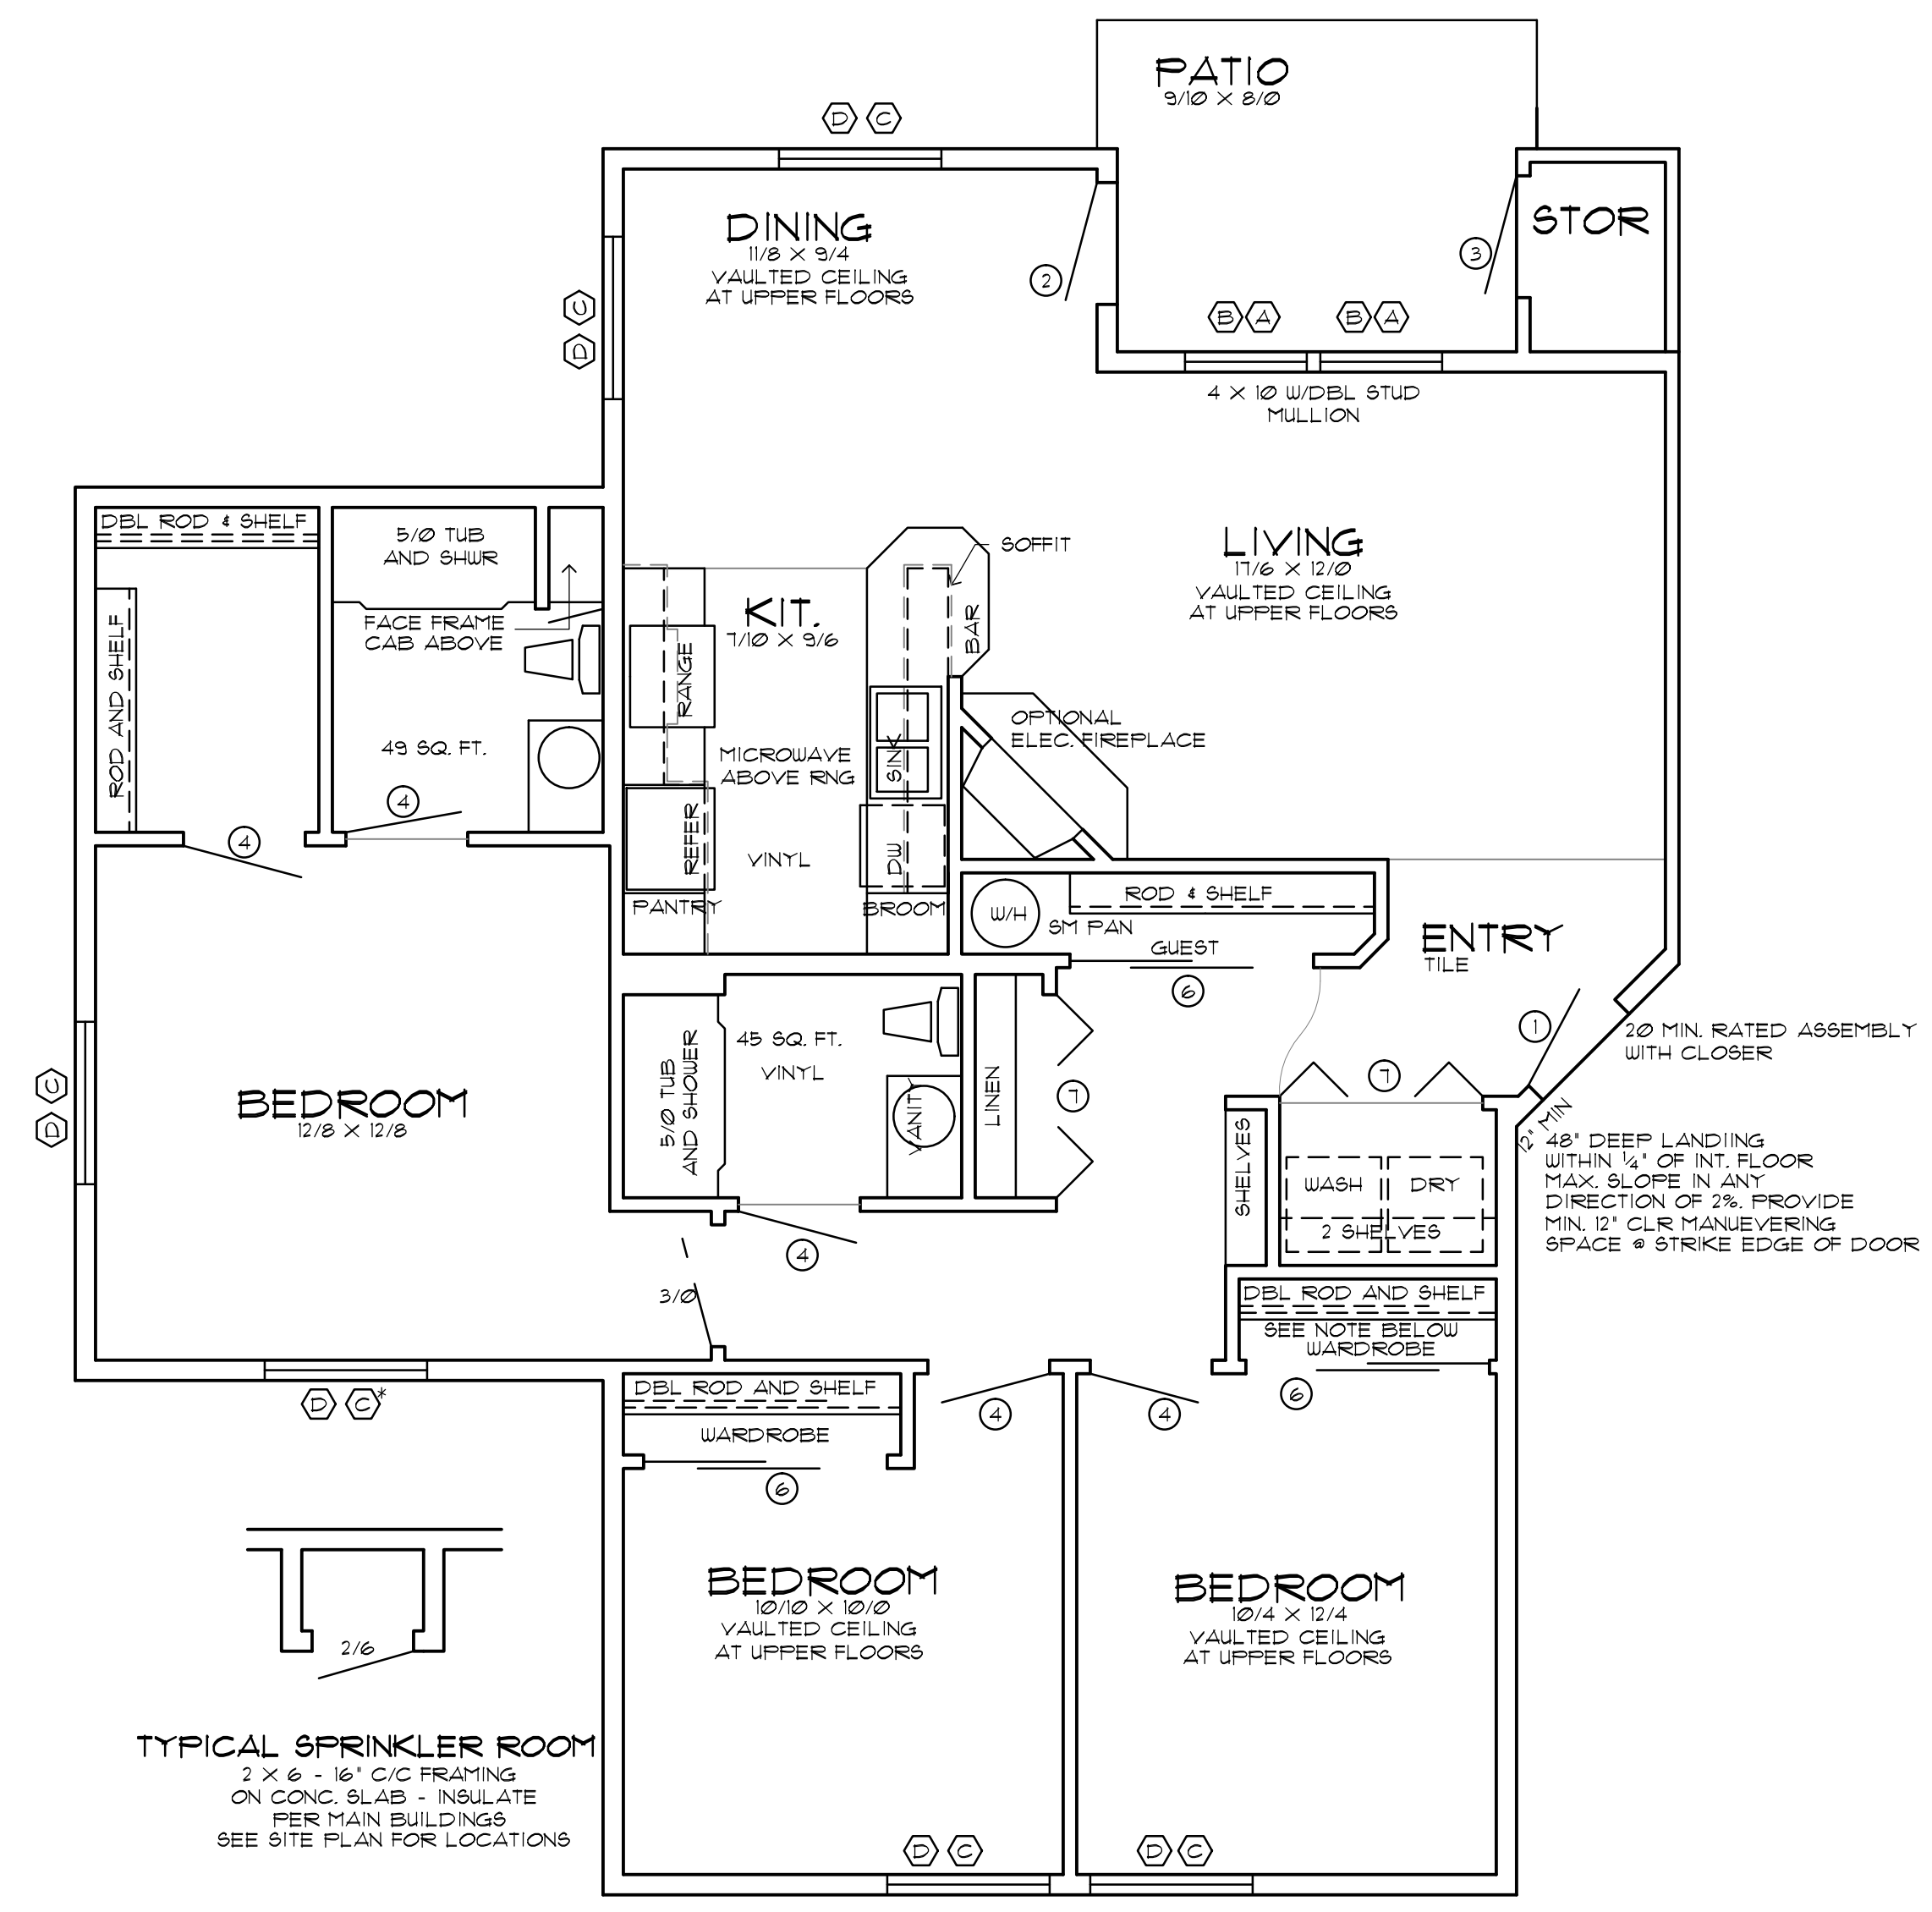 PATIO
9/10 X 8/0
D C
STOR
DINING
11/8 X 9/4
VAULTED CEILING
AT UPPER FLOORS
2
3
C
D
B A B A
4 X 10 W/DBL STUD
MULLION
DBL ROD & SHELF
5/0 TUB
AND SHWR
SOFFIT
LIVING
17/6 X 12/0
VAULTED CEILING
AT UPPER FLOORS
FACE FRAME
CAB ABOVE
KIT.
7/10 X 9/6
BAR
ROD AND SHELF
RANGE
49 SQ. FT.
MICROWAVE
ABOVE RNG
SINK
OPTIONAL
ELEC. FIREPLACE
4
4
REFER
VINYL
DW
PANTRY
BROOM
W/H
SM PAN
ROD & SHELF
GUEST
6
ENTRY
TILE
1
20 MIN. RATED ASSEMBLY
WITH CLOSER
45 SQ. FT.
VINYL
5/0 TUB
AND SHOWER
VANITY
LINEN
7
7
C
D
BEDROOM
12/8 X 12/8
12" MIN
48" DEEP LANDIING
WITHIN 1/4" OF INT. FLOOR
MAX. SLOPE IN ANY
DIRECTION OF 2%. PROVIDE
MIN. 12" CLR MANUEVERING
SPACE @ STRIKE EDGE OF DOOR
SHELVES
WASH DRY
2 SHELVES
4
3/0
DBL ROD AND SHELF
SEE NOTE BELOW
WARDROBE
6
D C*
DBL ROD AND SHELF
WARDROBE
6
4
4
BEDROOM
10/10 X 10/0
VAULTED CEILING
AT UPPER FLOORS
BEDROOM
10/4 X 12/4
VAULTED CEILING
AT UPPER FLOORS
2/6
TYPICAL SPRINKLER ROOM
2 X 6 - 16" C/C FRAMING
ON CONC. SLAB - INSULATE
PER MAIN BUILDINGS
SEE SITE PLAN FOR LOCATIONS
D C
D C